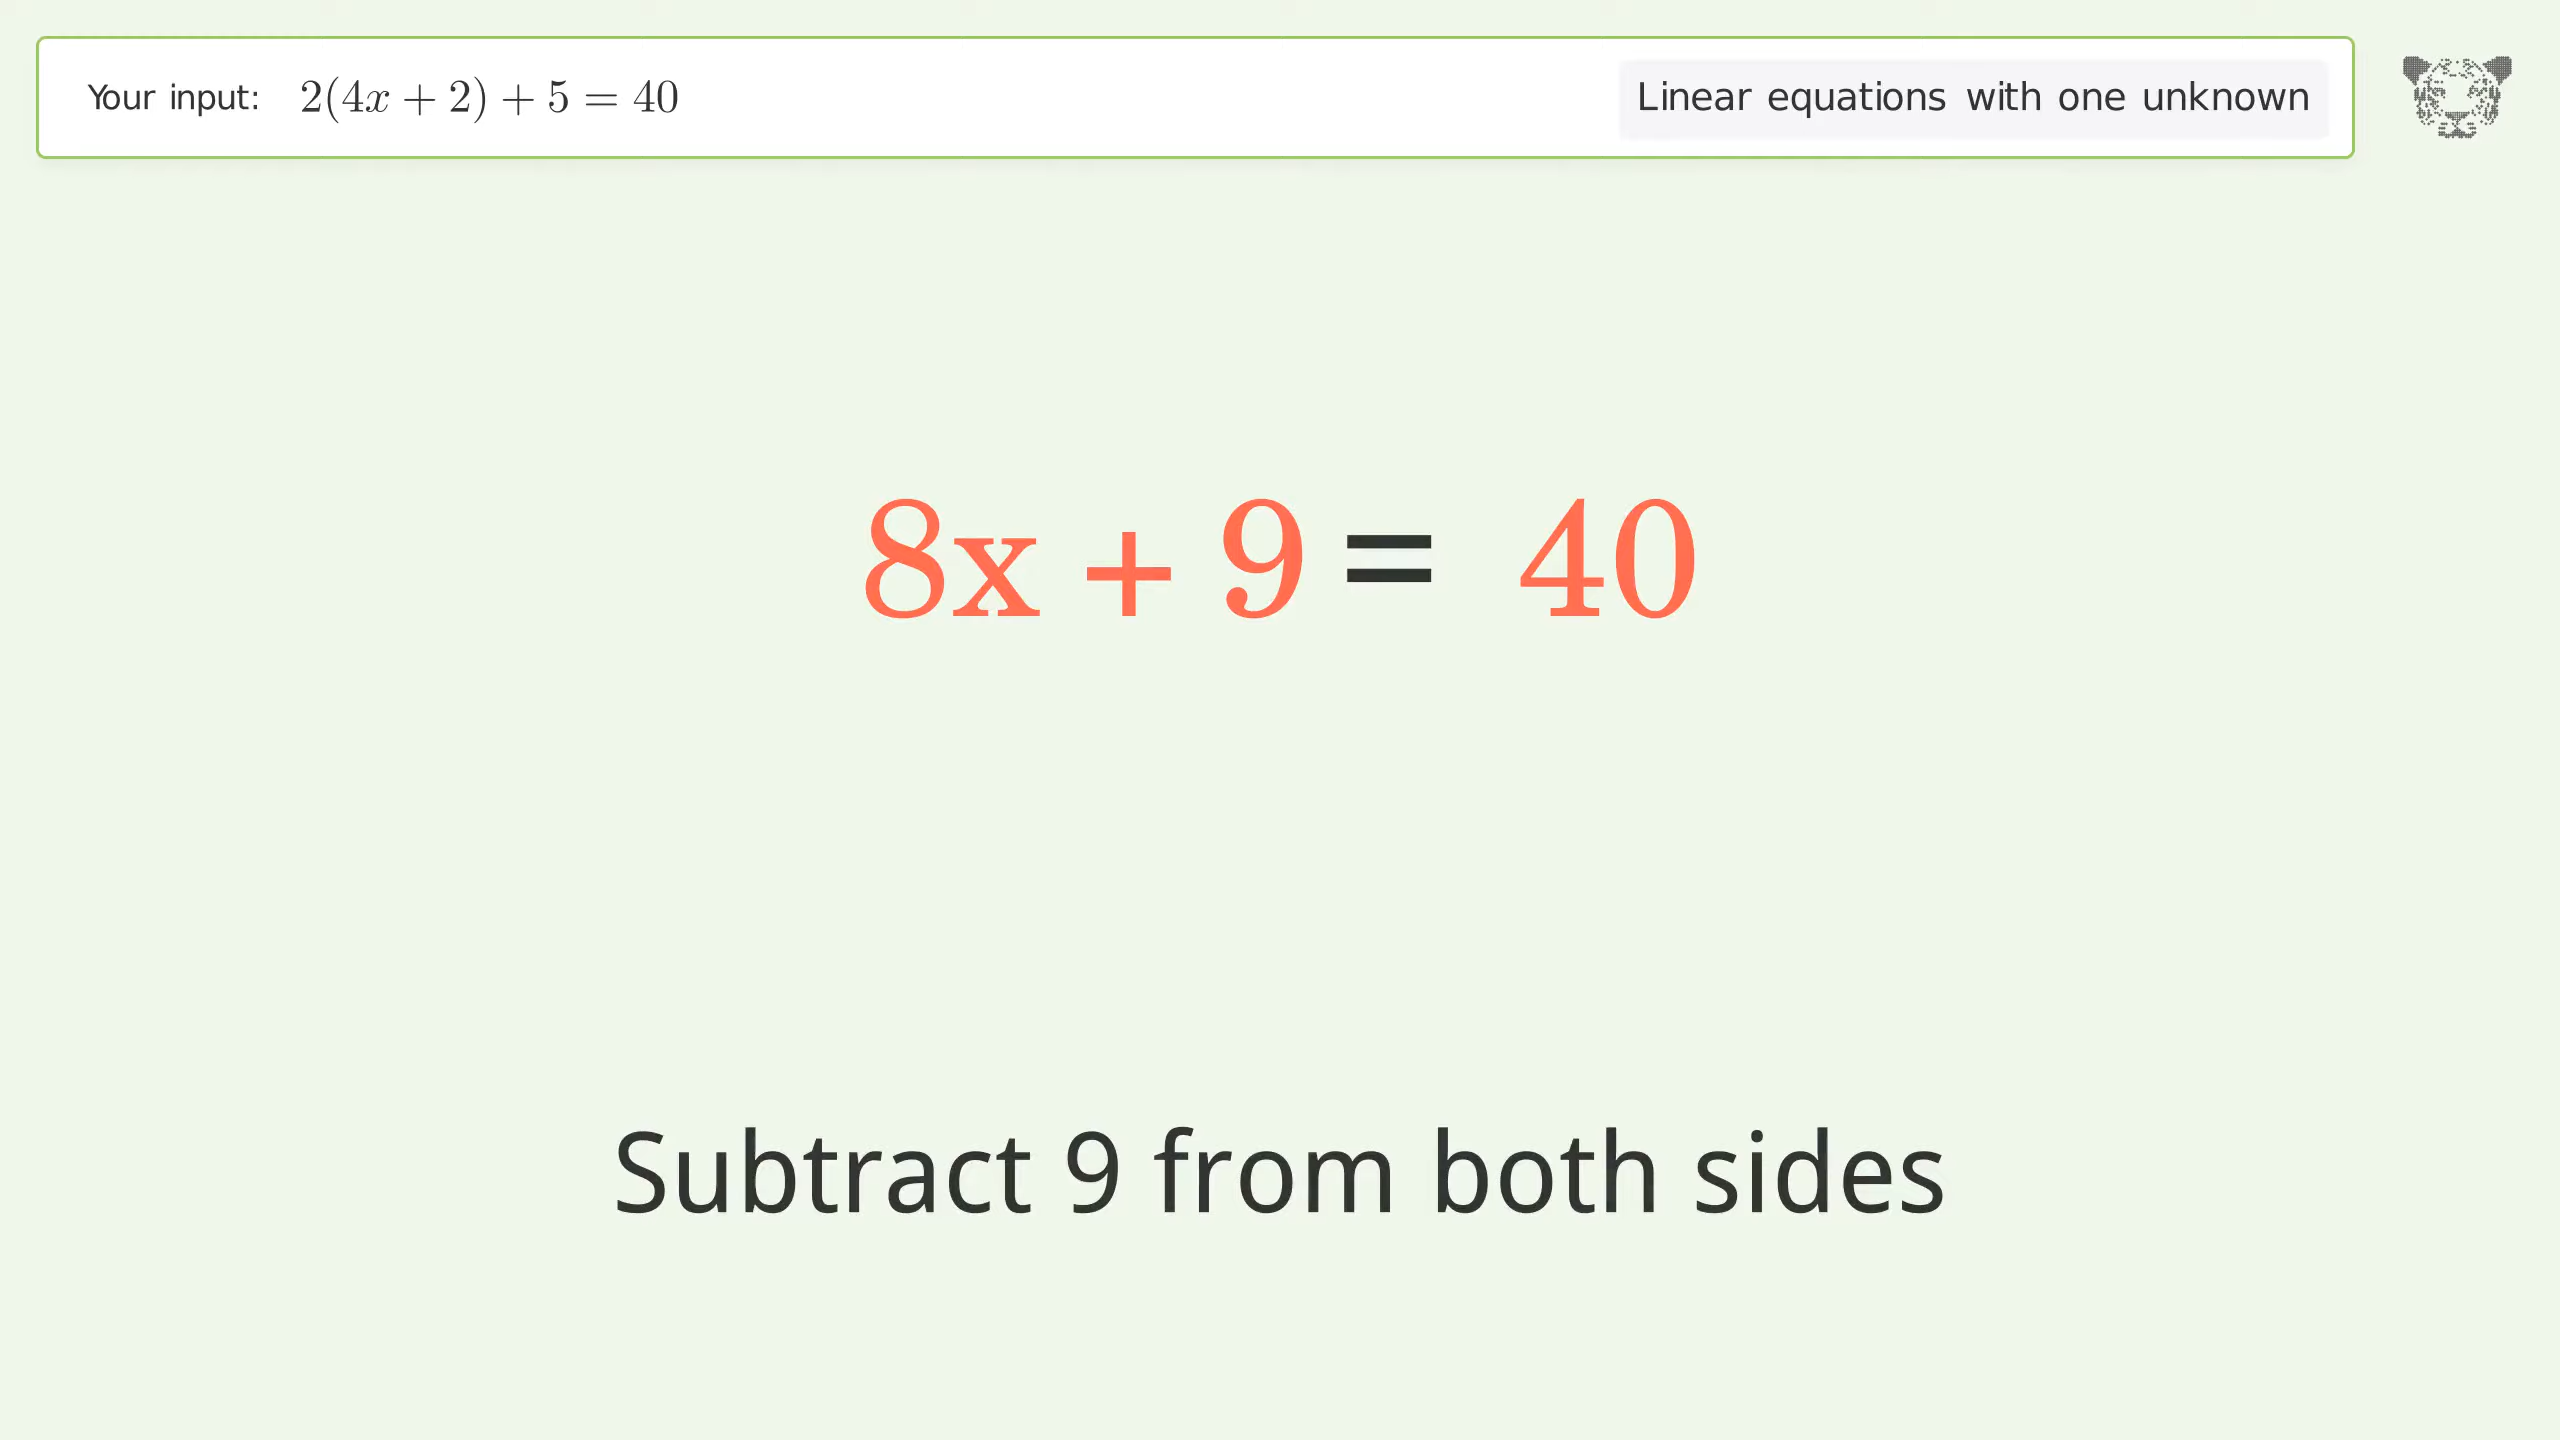 Your input: 2(4x + 2) + 5 = 40
Linear equations with one unknown
8x + 9 = 40
Subtract 9 from both sides